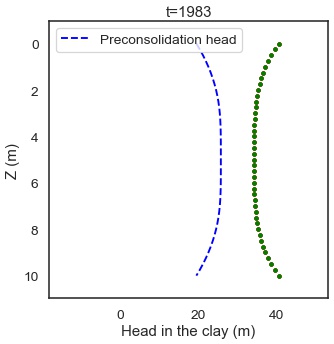 t=1983
Preconsolidation head
0
2
4
6
8
10
Z (m)
0
20
40
Head in the clay (m)